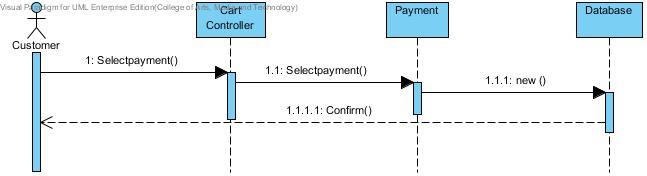 Visual Paradigm for UML Enterprise Edition(College of Arts, Media and Technology)
Cart
Controller
Payment
Database
Customer
1: Selectpayment()
1.1: Selectpayment()
1.1.1: new ()
1.1.1.1: Confirm()